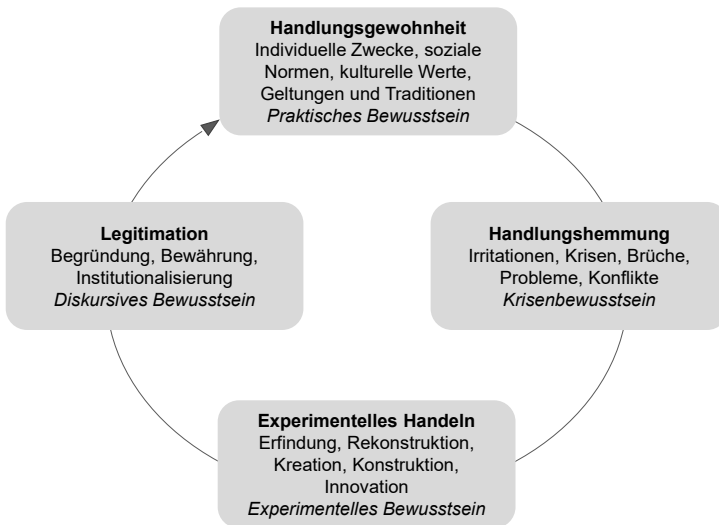 Handlungsgewohnheit
Individuelle Zwecke, soziale
Normen, kulturelle Werte,
Geltungen und Traditionen
Praktisches Bewusstsein
Legitimation
Begründung, Bewährung,
Institutionalisierung
Diskursives Bewusstsein
Handlungshemmung
Irritationen, Krisen, Brüche,
Probleme, Konflikte
Krisenbewusstsein
Experimentelles Handeln
Erfindung, Rekonstruktion,
Kreation, Konstruktion,
Innovation
Experimentelles Bewusstsein